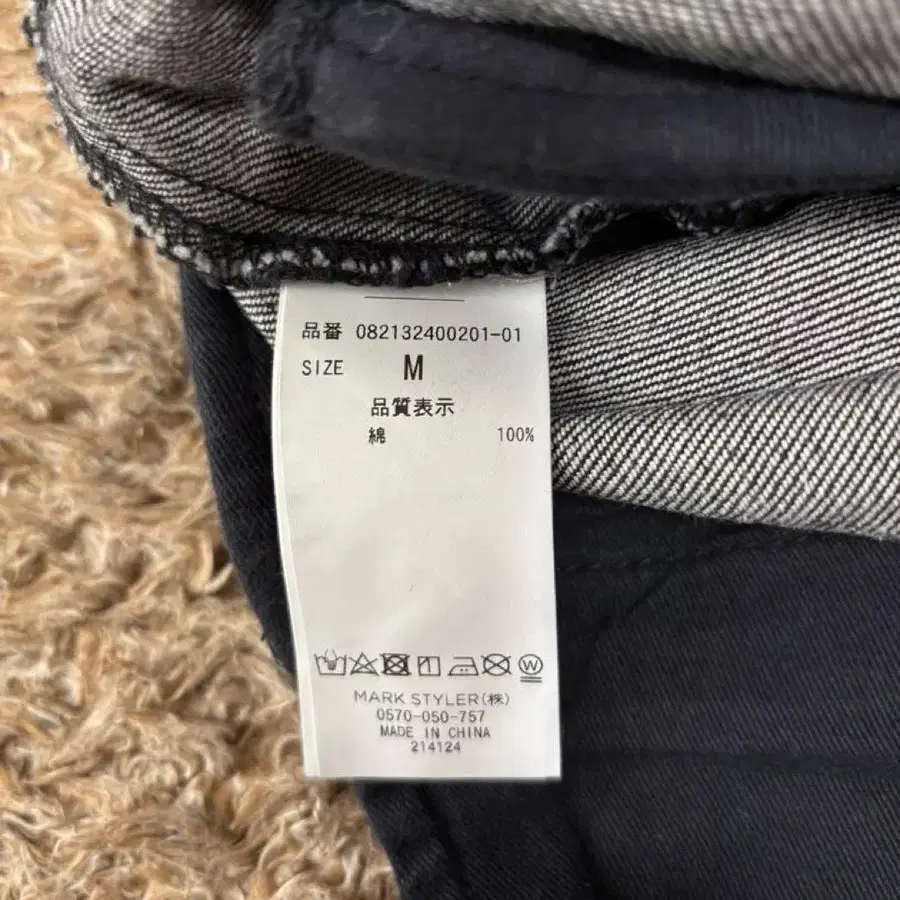 品番 082132400201-01
SIZE M
品質表示
綿 100%
W
MARK STYLER(株)
0570-050-757
MADE IN CHINA
214124